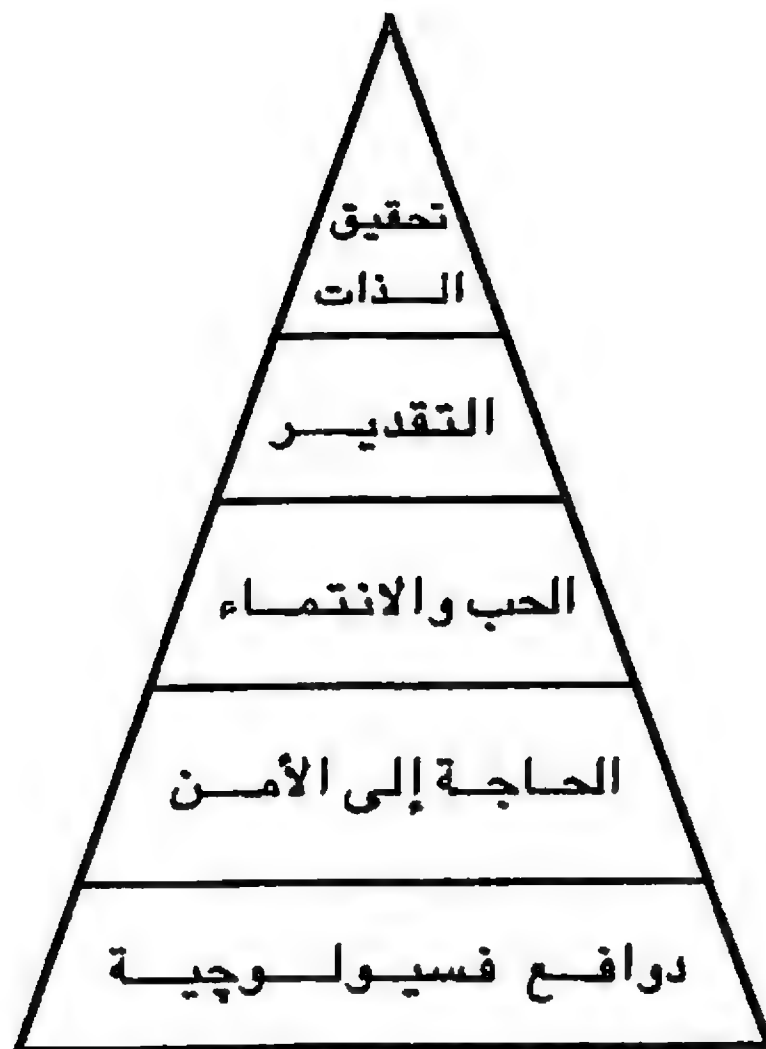 تحقيق
الذات
التقدير
الحب والانتماء
الحاجة إلى الأمن
دوافع فسيولوچية